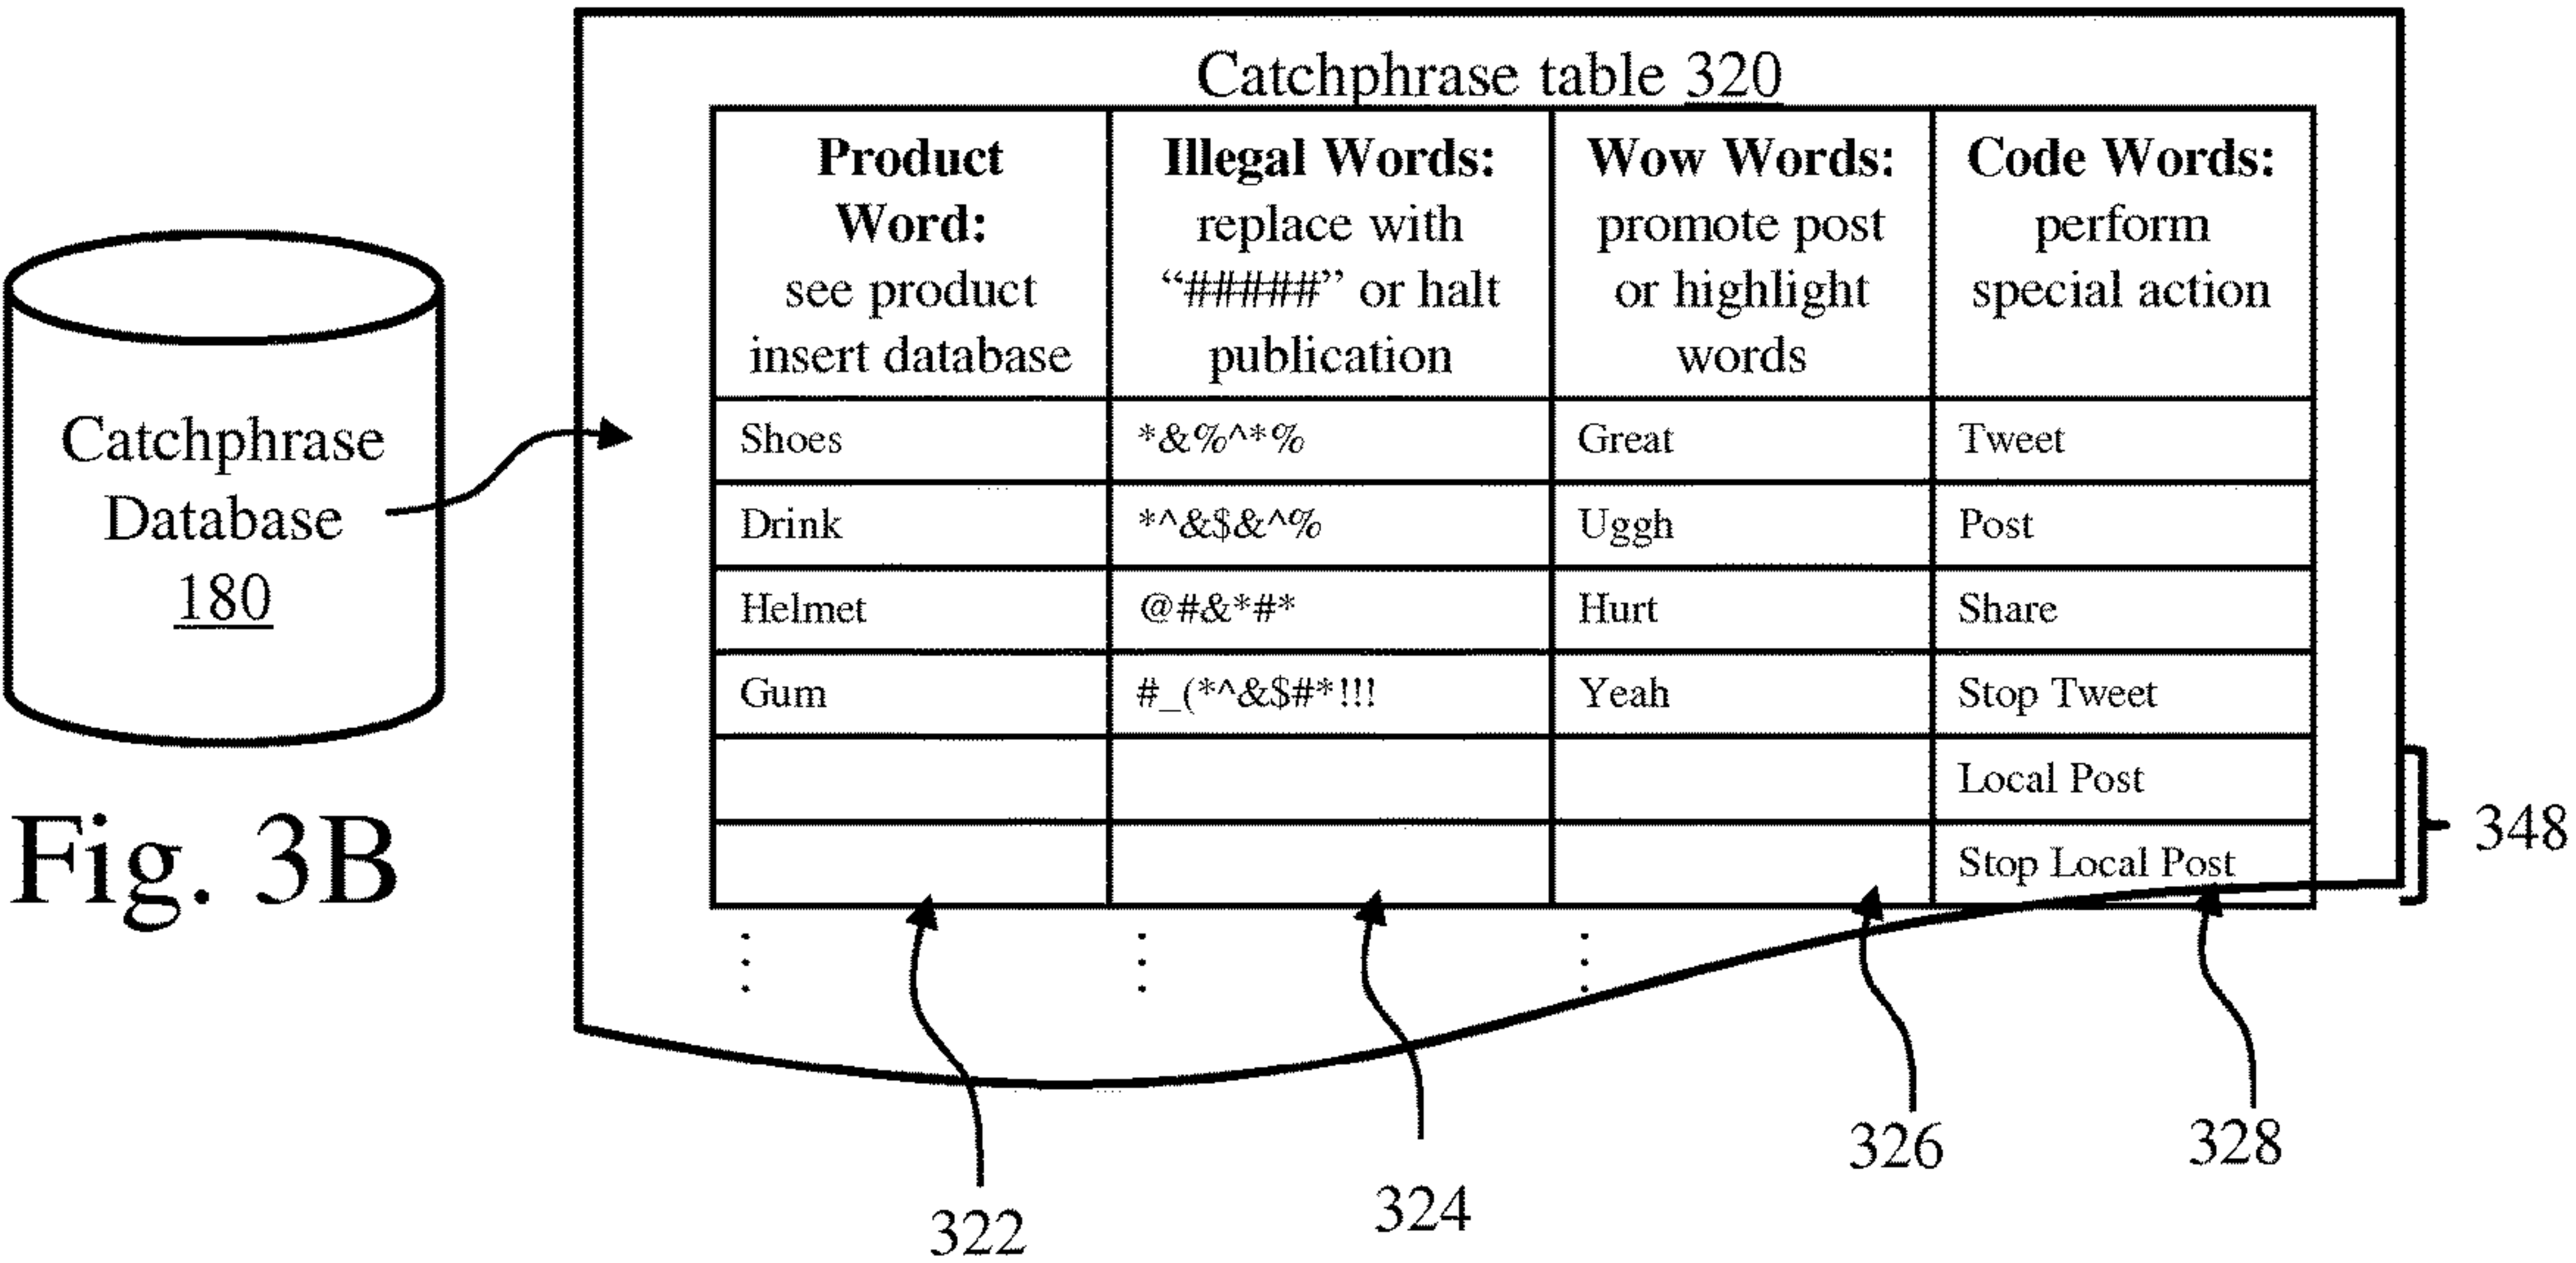 Catchphrase table 320
Product
Word:
see product
insert database
Illegal Words:
replace with
“#####” or halt
publication
Wow Words:
promote post
or highlight
words
Code Words:
perform
special action
Shoes
*&%^*%
Great
Tweet
Drink
*^&$&^%
Uggh
Post
Helmet
@#&*#*
Hurt
Share
Gum
#_(*^&$#*!!!
Yeah
Stop Tweet
Local Post
Stop Local Post
Catchphrase
Database
180
Fig. 3B
348
322
324
326
328